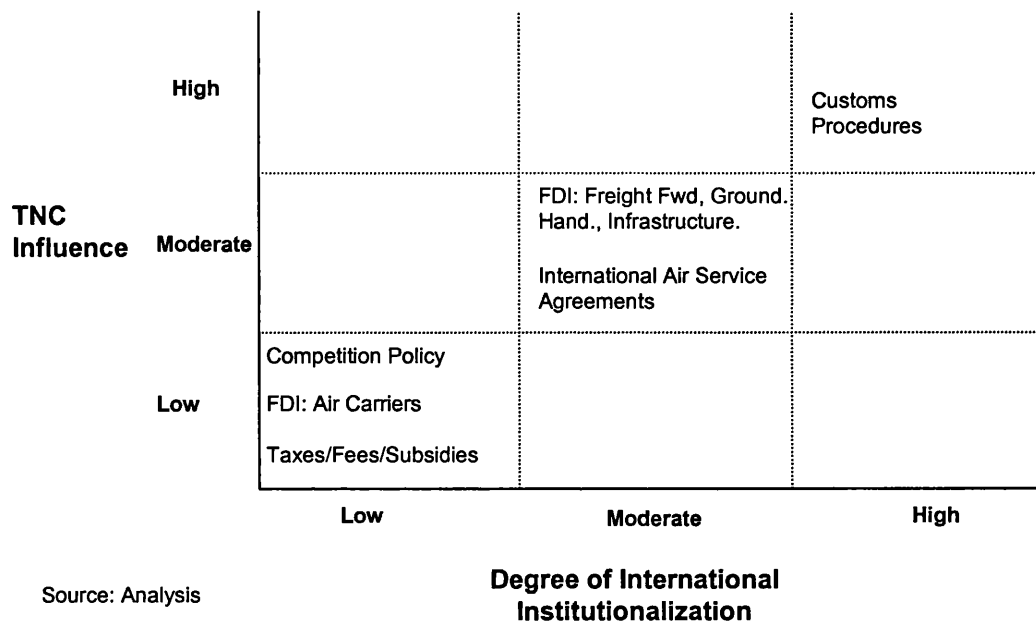 High
Customs
Procedures
TNC
Influence
Moderate
FDI: Freight Fwd, Ground.
Hand., Infrastructure.
International Air Service
Agreements
Competition Policy
Low
FDI: Air Carriers
Taxes/Fees/Subsidies
Low
Moderate
High
Degree of International
Institutionalization
Source: Analysis